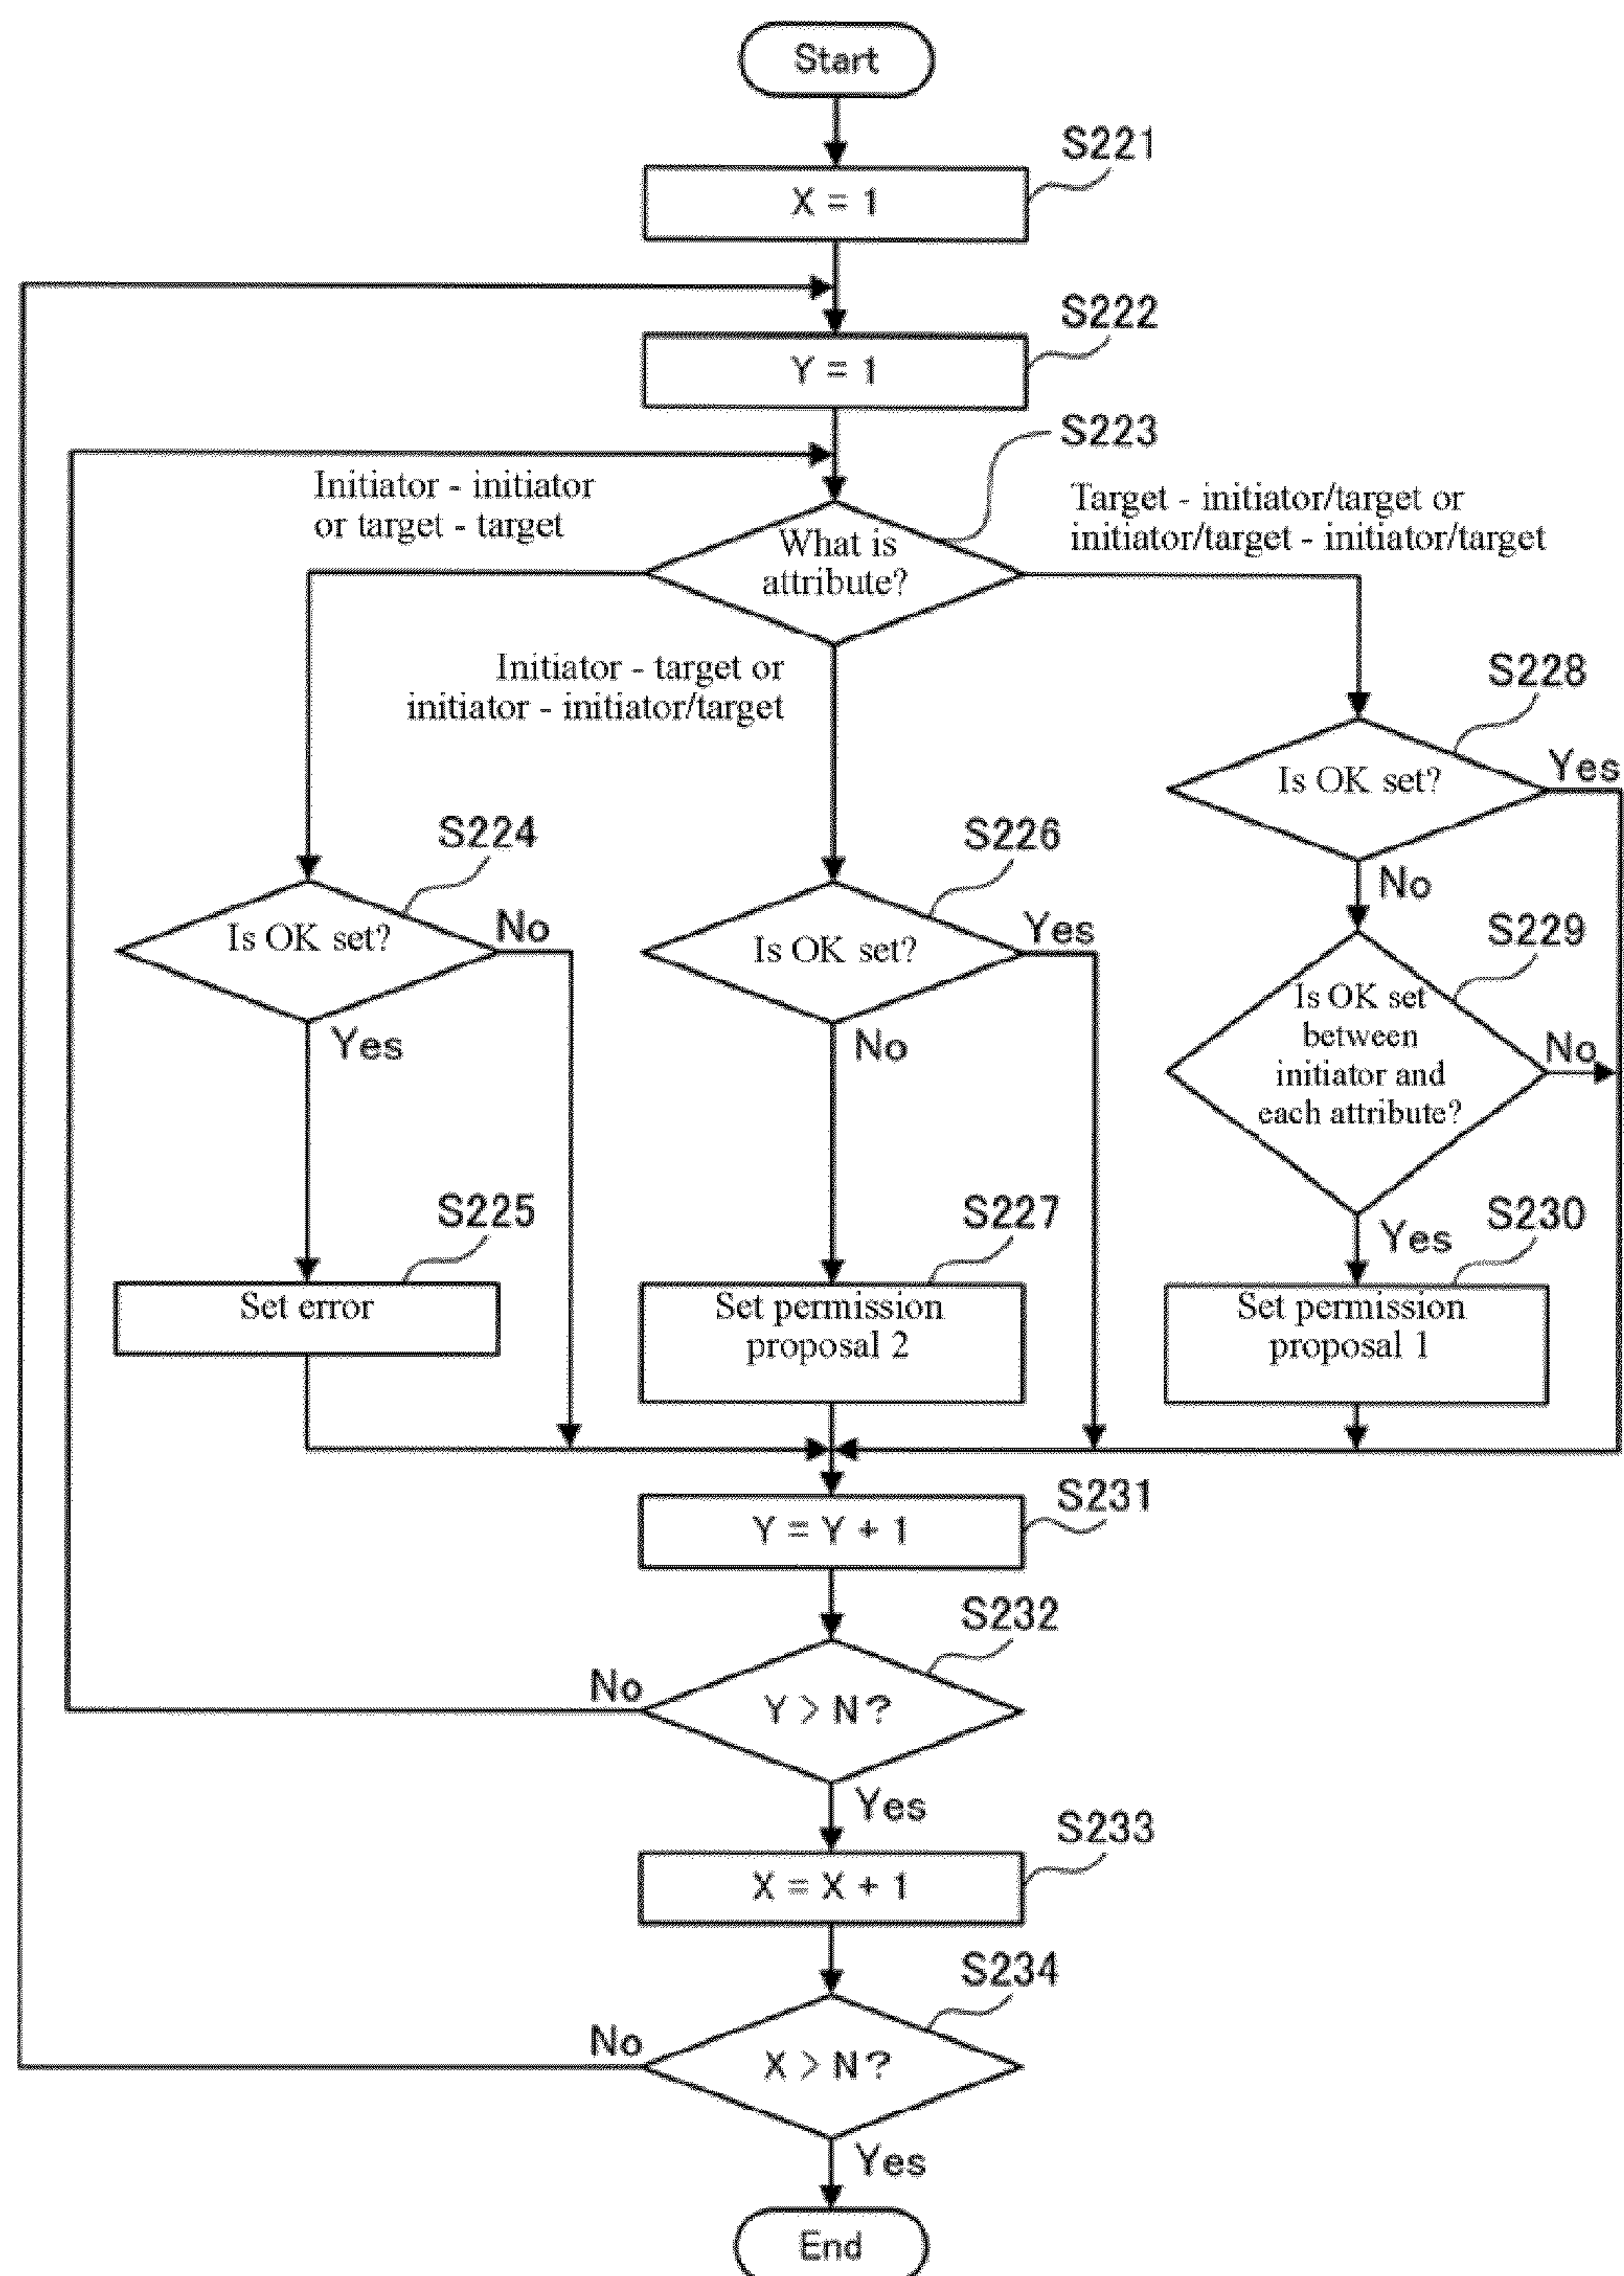 Start
S221
X = 1
S222
Y = 1
S223
Initiator - initiator
or target - target
Target - initiator/target or
initiator/target - initiator/target
What is
attribute?
Initiator - target or
initiator - initiator/target
S228
Is OK set?
Yes
No
S224
Is OK set?
No
Yes
S226
Is OK set?
Yes
No
S229
Is OK set
between
initiator and
each attribute?
No
Yes
S225
Set error
S227
Set permission
proposal 2
S230
Set permission
proposal 1
S231
Y = Y + 1
S232
No
Y > N?
Yes
S233
X = X + 1
S234
No
X > N?
Yes
End